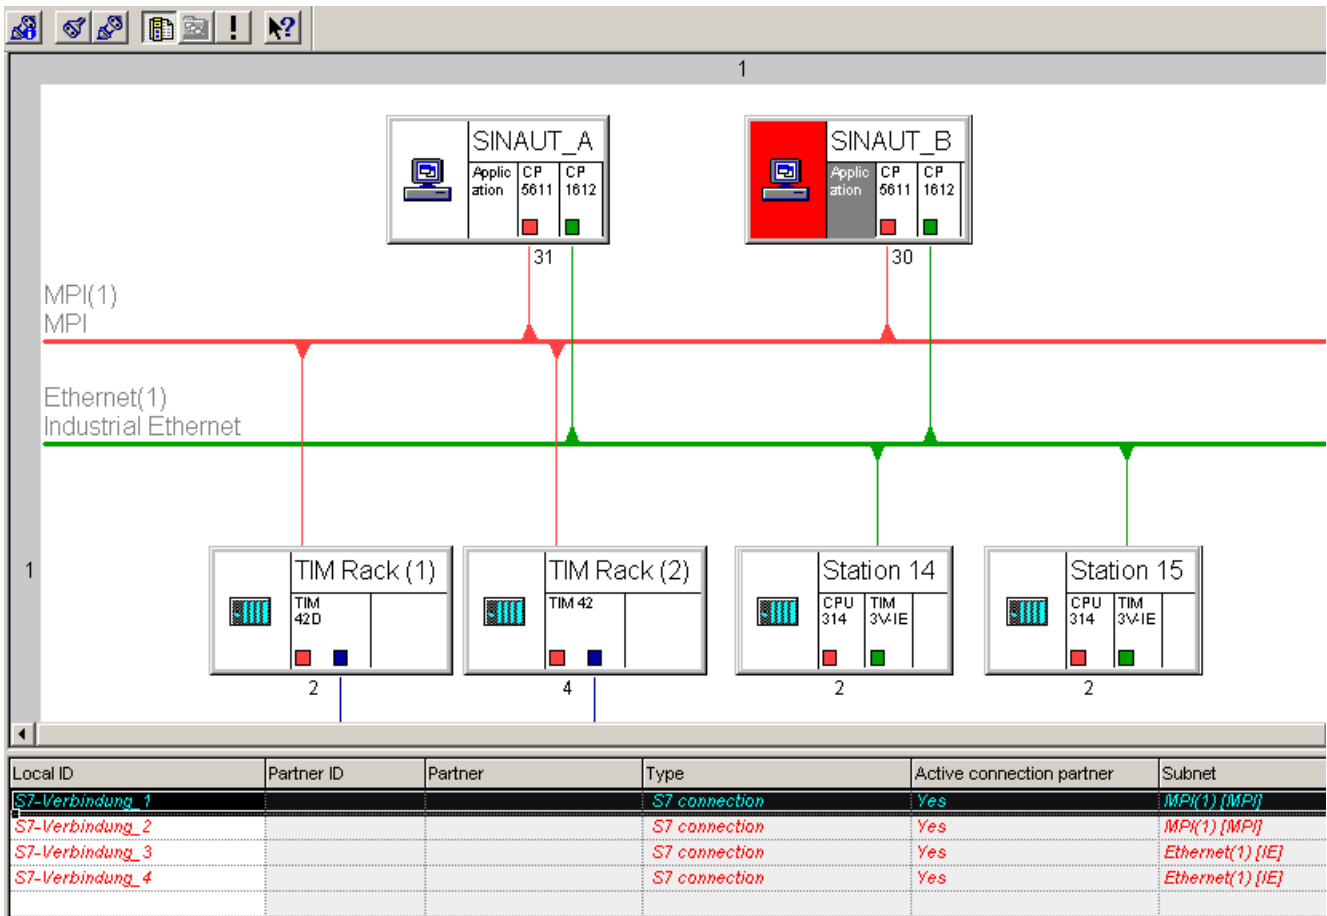 1
SINAUT_A
Applic
ation
CP
5611
CP
1612
31
SINAUT_B
Applic
ation
CP
5611
CP
1612
30
MPI(1)
MPI
Ethernet(1)
Industrial Ethernet
1
TIM Rack (1)
TIM
42D
2
TIM Rack (2)
TIM 42
4
Station 14
CPU
314
TIM
3V-IE
2
Station 15
CPU
314
TIM
3V-IE
2
Local ID Partner ID Partner Type Active connection partner Subnet
S7-Verbindung_1 S7 connection Yes MPI(1) [MPI]
S7-Verbindung_2 S7 connection Yes MPI(1) [MPI]
S7-Verbindung_3 S7 connection Yes Ethernet(1) [IE]
S7-Verbindung_4 S7 connection Yes Ethernet(1) [IE]